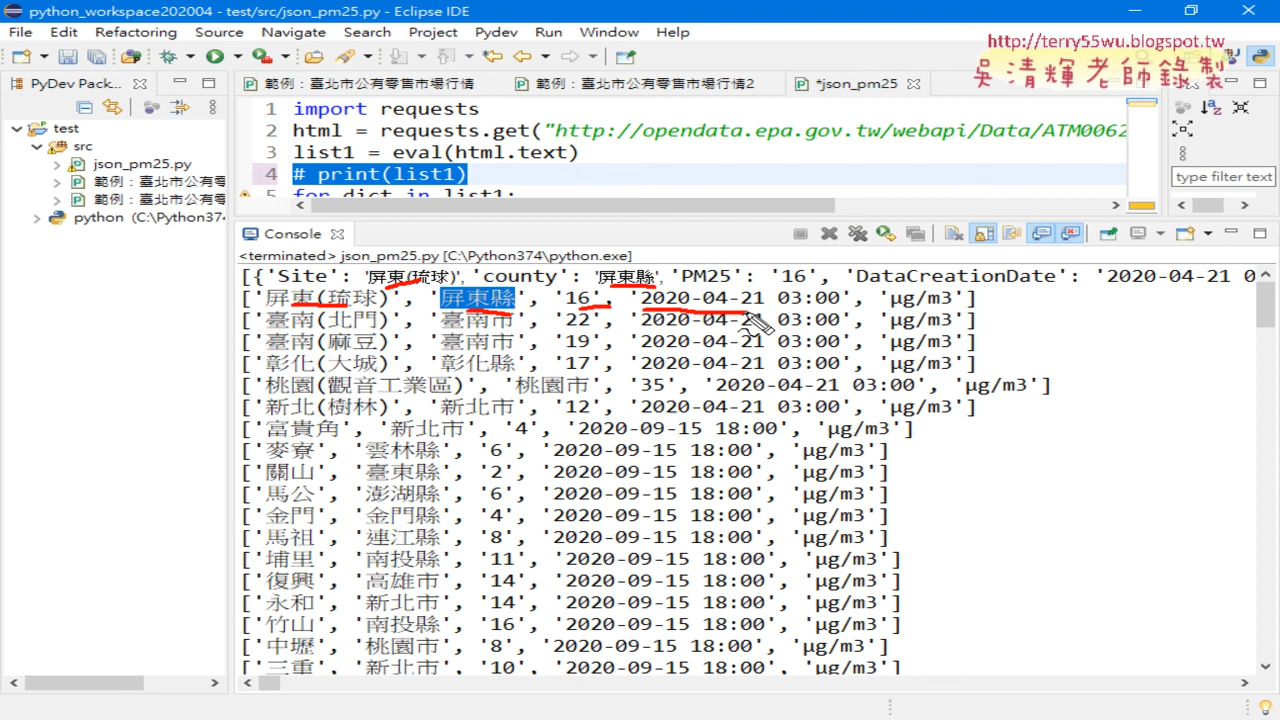 python_workspace202004 - test/src/json_pm25.py - Eclipse IDE
File Edit Refactoring Source Navigate Search Project Pydev Run Window Help
http://terry55wu.blogspot.tw
吳清輝老師錄製
PyDev Pack...
範例：臺北市公有零售市場行情
範例：臺北市公有零售市場行情2
*json_pm25
test
src
json_pm25.py
範例：臺北市公有零
範例：臺北市公有零
python (C:\Python374
1 import requests
2 html = requests.get("http://opendata.epa.gov.tw/webapi/Data/ATM0062
3 list1 = eval(html.text)
4 # print(list1)
5 for dict in list1:
type filter text
Console
<terminated> json_pm25.py [C:\Python374\python.exe]
[{'Site': '屏東(琉球)','county': '屏東縣','PM25': '16', 'DataCreationDate': '2020-04-21 0
['屏東(琉球)', '屏東縣', '16', '2020-04-21 03:00', 'μg/m3']
['臺南(北門)', '臺南市', '22', '2020-04-21 03:00', 'μg/m3']
['臺南(麻豆)', '臺南市', '19', '2020-04-21 03:00', 'μg/m3']
['彰化(大城)', '彰化縣', '17', '2020-04-21 03:00', 'μg/m3']
['桃園(觀音工業區)', '桃園市', '35', '2020-04-21 03:00', 'μg/m3']
['新北(樹林)', '新北市', '12', '2020-04-21 03:00', 'μg/m3']
['富貴角', '新北市', '4', '2020-09-15 18:00', 'μg/m3']
['麥寮', '雲林縣', '6', '2020-09-15 18:00', 'μg/m3']
['關山', '臺東縣', '2', '2020-09-15 18:00', 'μg/m3']
['馬公', '澎湖縣', '6', '2020-09-15 18:00', 'μg/m3']
['金門', '金門縣', '4', '2020-09-15 18:00', 'μg/m3']
['馬祖', '連江縣', '8', '2020-09-15 18:00', 'μg/m3']
['埔里', '南投縣', '11', '2020-09-15 18:00', 'μg/m3']
['復興', '高雄市', '14', '2020-09-15 18:00', 'μg/m3']
['永和', '新北市', '14', '2020-09-15 18:00', 'μg/m3']
['竹山', '南投縣', '16', '2020-09-15 18:00', 'μg/m3']
['中壢', '桃園市', '8', '2020-09-15 18:00', 'μg/m3']
['三重', '新北市', '10', '2020-09-15 18:00', 'μg/m3']